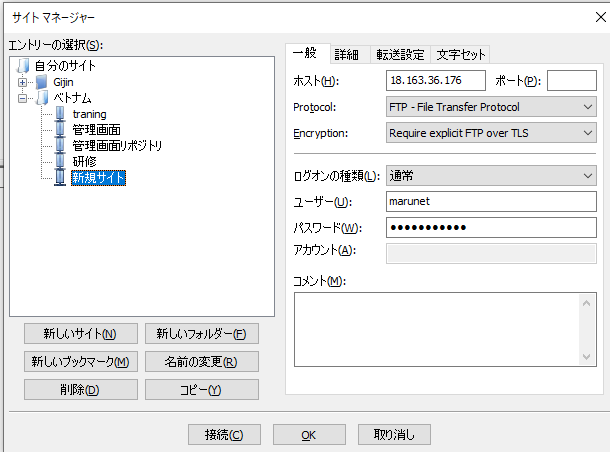 サイト マネージャー
エントリーの選択(S):
自分のサイト
Gijin
ベトナム
traning
管理画面
管理画面リポジトリ
研修
新規サイト
新しいサイト(N)
新しいフォルダー(F)
新しいブックマーク(M)
名前の変更(R)
削除(D)
コピー(Y)
一般
詳細
転送設定
文字セット
ホスト(H):
18.163.36.176
ポート(P):
Protocol:
FTP - File Transfer Protocol
Encryption:
Require explicit FTP over TLS
ログオンの種類(L):
通常
ユーザー(U):
marunet
パスワード(W):
●●●●●●●●●●●
アカウント(A):
コメント(M):
接続(C)
OK
取り消し